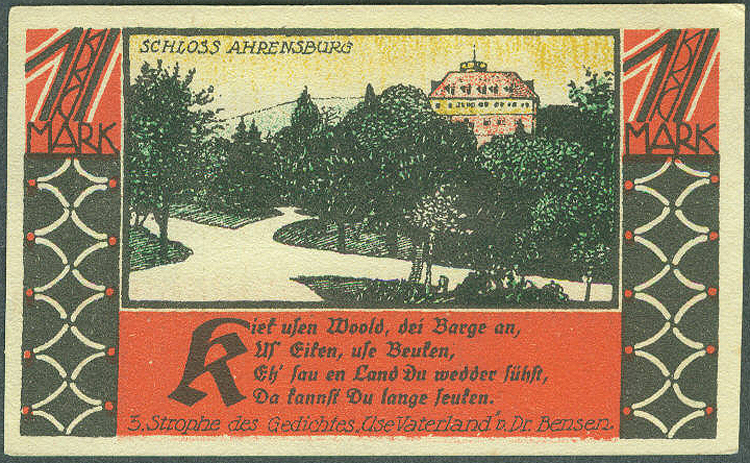 SCHLOSS AHRENSBURG
1 MARK
1 MARK
Kiek usen Woold, dei Barge an,
Us' Eiken, use Beuken,
Eh' sau en Land Du wedder sühst,
Da kannst Du lange seuken.
3. Strophe des Gedichtes „Use Vaterland" v. Dr. Bensen.